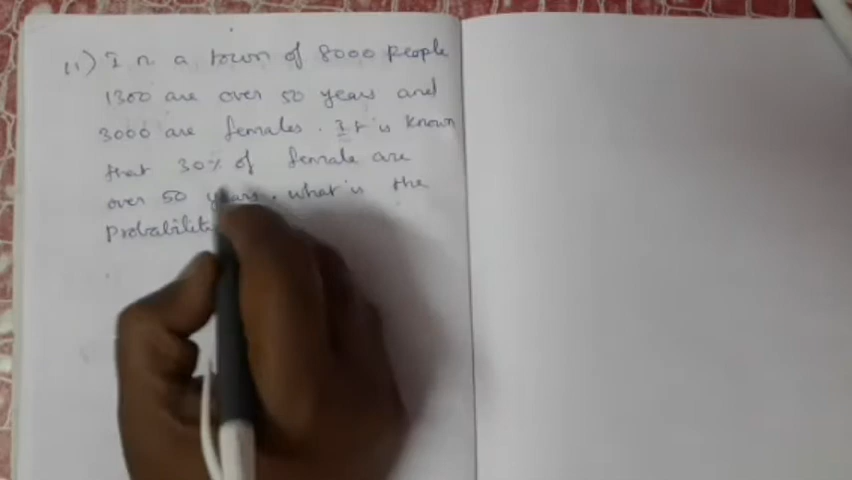 11) In a town of 8000 people
1300 are over 50 years and
3000 are females. It is known
that 30% of female are
over 50 years. what is the
Probabilit